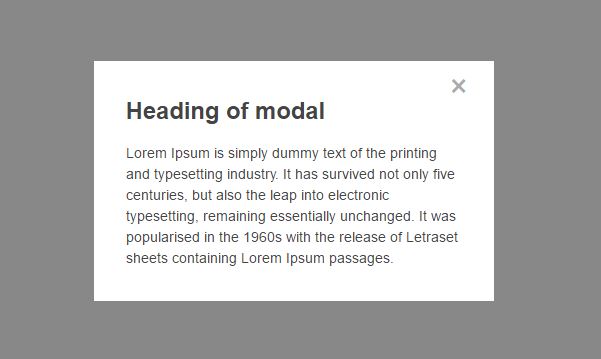 ×
Heading of modal
Lorem Ipsum is simply dummy text of the printing
and typesetting industry. It has survived not only five
centuries, but also the leap into electronic
typesetting, remaining essentially unchanged. It was
popularised in the 1960s with the release of Letraset
sheets containing Lorem Ipsum passages.